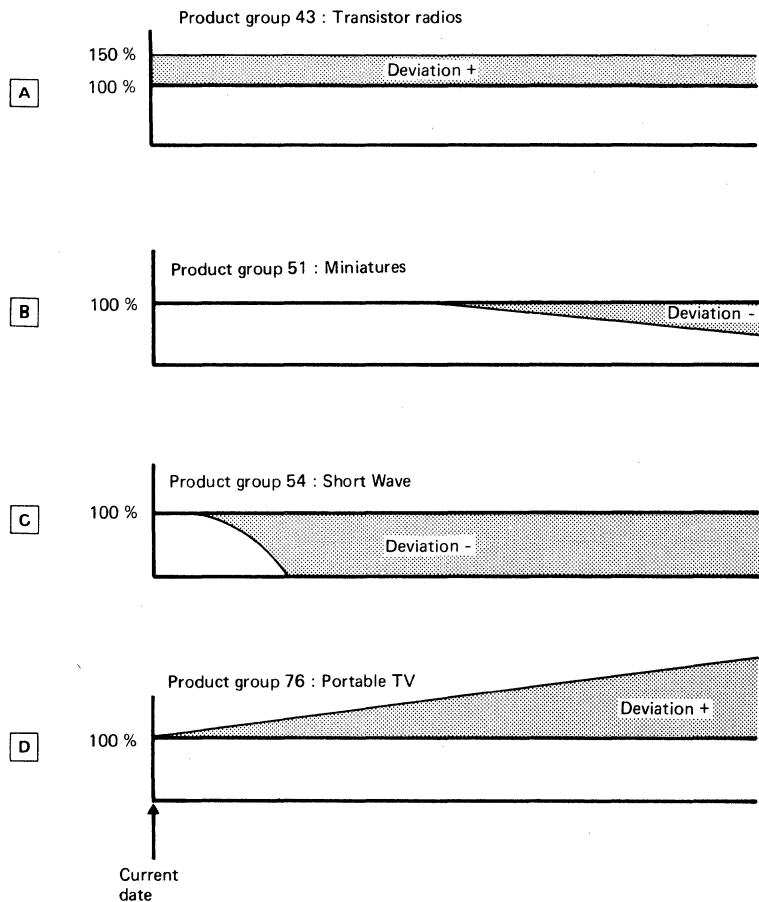 Product group 43 : Transistor radios
150 %
Deviation +
100 %
A
Product group 51 : Miniatures
100 %
B
Deviation -
Product group 54 : Short Wave
100 %
C
Deviation -
Product group 76 : Portable TV
Deviation +
100 %
D
Current
date